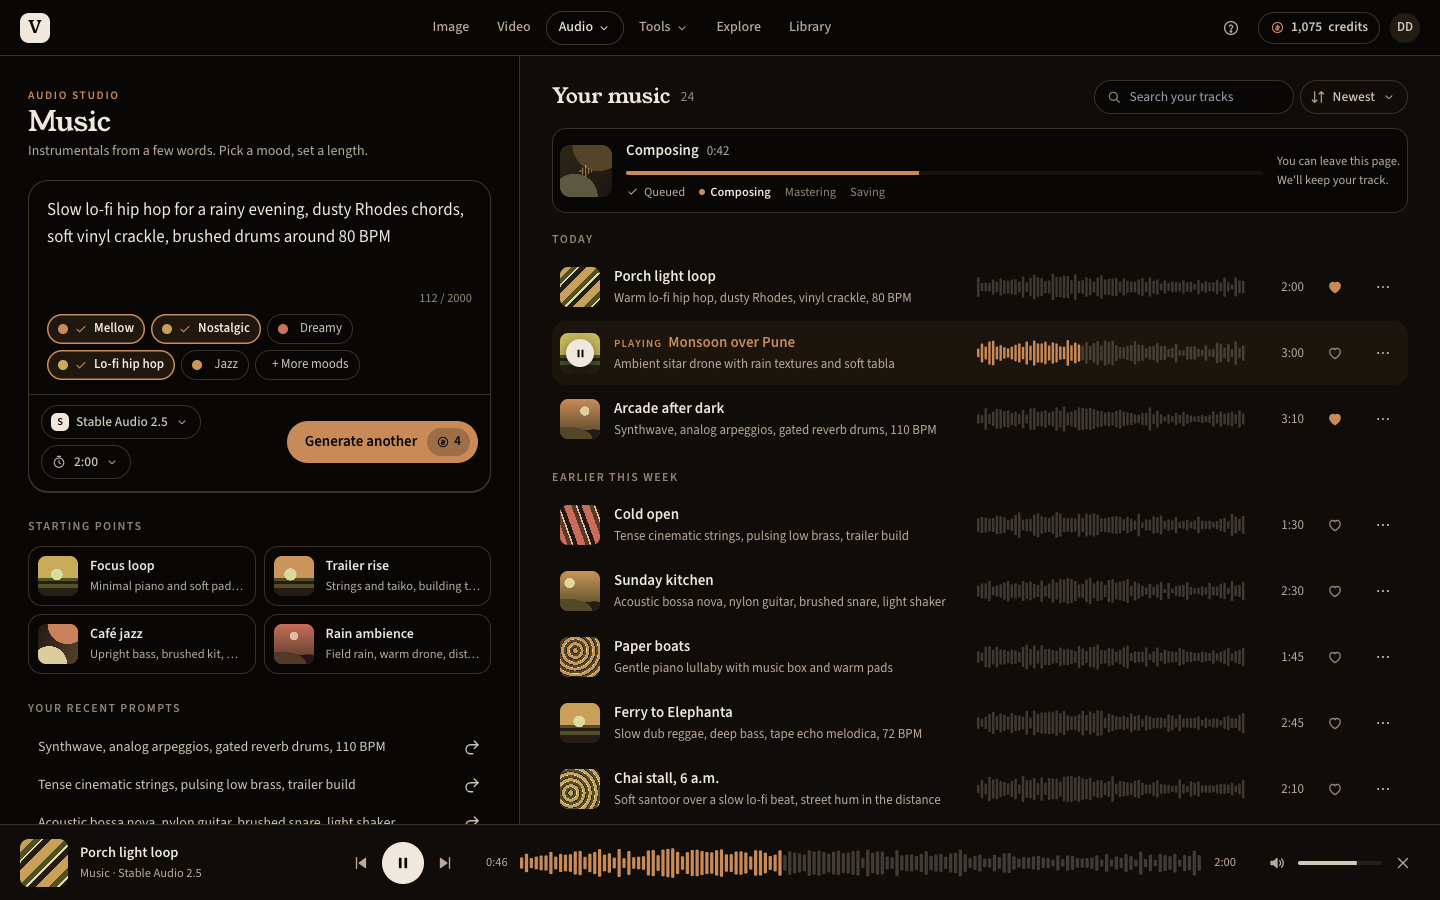 V
Image
Video
Audio
Tools
Explore
Library
1,075 credits
DD
AUDIO STUDIO
Music
Instrumentals from a few words. Pick a mood, set a length.
Slow lo-fi hip hop for a rainy evening, dusty Rhodes chords,
soft vinyl crackle, brushed drums around 80 BPM
112 / 2000
Mellow
Nostalgic
Dreamy
Lo-fi hip hop
Jazz
+ More moods
S Stable Audio 2.5
2:00
Generate another
4
STARTING POINTS
Focus loop
Minimal piano and soft pad…
Trailer rise
Strings and taiko, building t…
Café jazz
Upright bass, brushed kit, …
Rain ambience
Field rain, warm drone, dist…
YOUR RECENT PROMPTS
Synthwave, analog arpeggios, gated reverb drums, 110 BPM
Tense cinematic strings, pulsing low brass, trailer build
Acoustic bossa nova, nylon guitar, brushed snare, light shaker
Your music 24
Search your tracks
Newest
Composing 0:42
Queued
Composing
Mastering
Saving
You can leave this page.
We'll keep your track.
TODAY
Porch light loop
Warm lo-fi hip hop, dusty Rhodes, vinyl crackle, 80 BPM
2:00
PLAYING Monsoon over Pune
Ambient sitar drone with rain textures and soft tabla
3:00
Arcade after dark
Synthwave, analog arpeggios, gated reverb drums, 110 BPM
3:10
EARLIER THIS WEEK
Cold open
Tense cinematic strings, pulsing low brass, trailer build
1:30
Sunday kitchen
Acoustic bossa nova, nylon guitar, brushed snare, light shaker
2:30
Paper boats
Gentle piano lullaby with music box and warm pads
1:45
Ferry to Elephanta
Slow dub reggae, deep bass, tape echo melodica, 72 BPM
2:45
Chai stall, 6 a.m.
Soft santoor over a slow lo-fi beat, street hum in the distance
2:10
Porch light loop
Music · Stable Audio 2.5
0:46
2:00